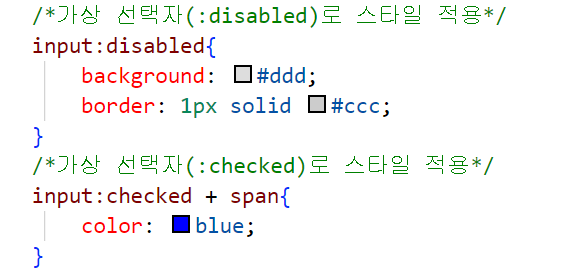 /*가상 선택자(:disabled)로 스타일 적용*/
input:disabled{
    background: #ddd;
    border: 1px solid #ccc;
}
/*가상 선택자(:checked)로 스타일 적용*/
input:checked + span{
    color: blue;
}